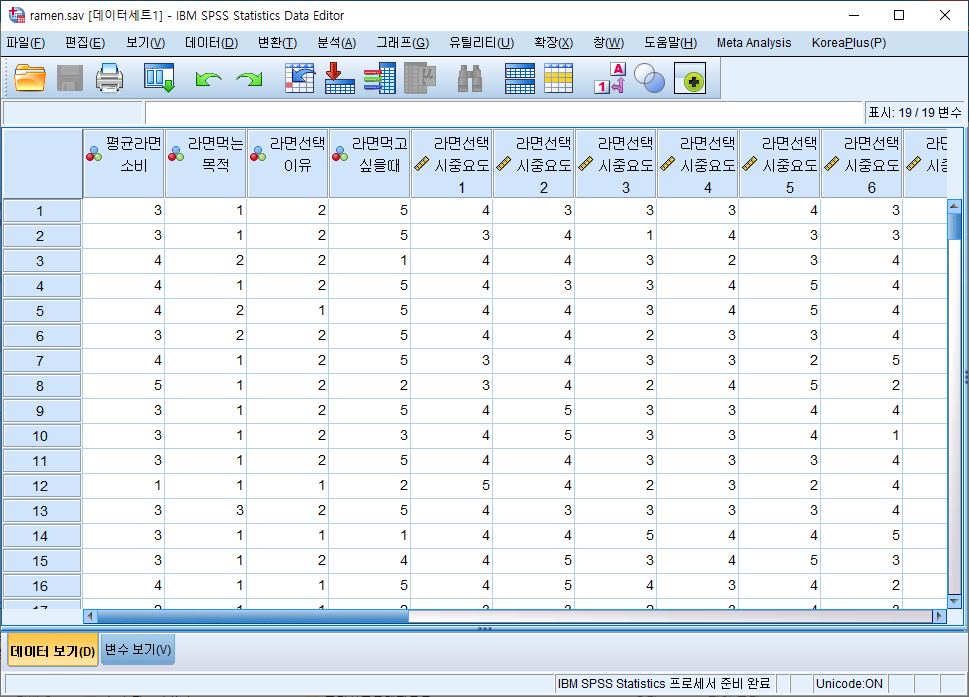 ramen.sav [데이터세트1] - IBM SPSS Statistics Data Editor
파일(F) 편집(E) 보기(V) 데이터(D) 변환(T) 분석(A) 그래프(G) 유틸리티(U) 확장(X) 창(W) 도움말(H) Meta Analysis KoreaPlus(P)
표시: 19 / 19 변수
평균라면 라면먹는 라면선택 라면먹고 라면선택 라면선택 라면선택 라면선택 라면선택 라면선택
소비 목적 이유 싶을때 시중요도 시중요도 시중요도 시중요도 시중요도 시중요도
1 2 3 4 5 6
1 3 1 2 5 4 3 3 3 4 3
2 3 1 2 5 3 4 1 4 3 3
3 4 2 2 1 4 4 3 2 3 4
4 4 1 2 5 4 3 3 4 5 4
5 4 2 1 5 4 4 3 4 5 4
6 3 2 2 5 4 4 2 3 3 4
7 4 1 2 5 3 4 3 3 2 5
8 5 1 2 2 3 4 2 4 5 2
9 3 1 2 5 4 5 3 3 4 4
10 3 1 2 3 4 5 3 3 4 1
11 3 1 2 5 4 4 3 3 3 4
12 1 1 1 2 5 4 2 3 2 4
13 3 3 2 5 4 3 3 3 3 4
14 3 1 1 1 4 4 5 4 4 5
15 3 1 2 4 4 5 3 4 5 3
16 4 1 1 5 4 5 4 3 4 2
데이터 보기(D) 변수 보기(V)
IBM SPSS Statistics 프로세서 준비 완료 Unicode:ON